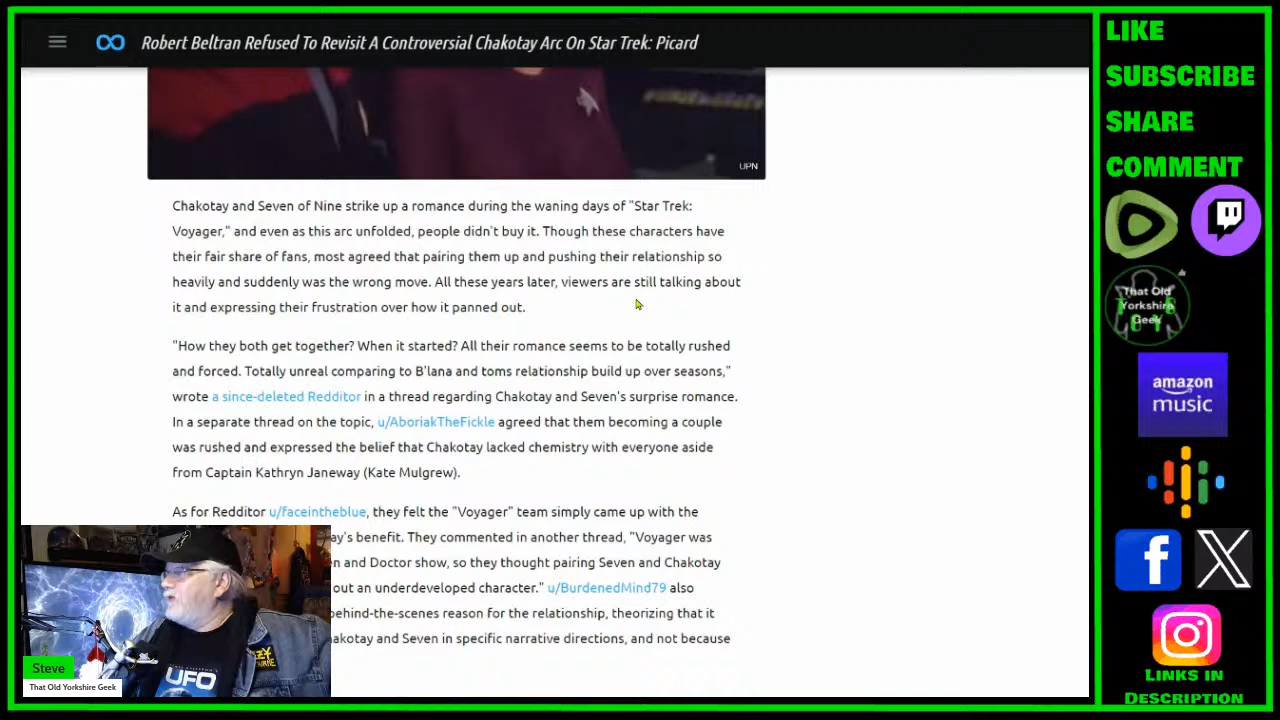 Robert Beltran Refused To Revisit A Controversial Chakotay Arc On Star Trek: Picard
UPN
Chakotay and Seven of Nine strike up a romance during the waning days of "Star Trek:
Voyager," and even as this arc unfolded, people didn't buy it. Though these characters have
their fair share of fans, most agreed that pairing them up and pushing their relationship so
heavily and suddenly was the wrong move. All these years later, viewers are still talking about
it and expressing their frustration over how it panned out.
"How they both get together? When it started? All their romance seems to be totally rushed
and forced. Totally unreal comparing to B'lana and toms relationship build up over seasons,"
wrote a since-deleted Redditor in a thread regarding Chakotay and Seven's surprise romance.
In a separate thread on the topic, u/AboriakTheFickle agreed that them becoming a couple
was rushed and expressed the belief that Chakotay lacked chemistry with everyone aside
from Captain Kathryn Janeway (Kate Mulgrew).
As for Redditor u/faceintheblue, they felt the "Voyager" team simply came up with the
y's benefit. They commented in another thread, "Voyager was
n and Doctor show, so they thought pairing Seven and Chakotay
out an underdeveloped character." u/BurdenedMind79 also
behind-the-scenes reason for the relationship, theorizing that it
akotay and Seven in specific narrative directions, and not because
UFO
Steve
That Old Yorkshire Geek
LIKE
SUBSCRIBE
SHARE
COMMENT
That Old
Yorkshire
Geek
amazon
music
LINKS IN
DESCRIPTION